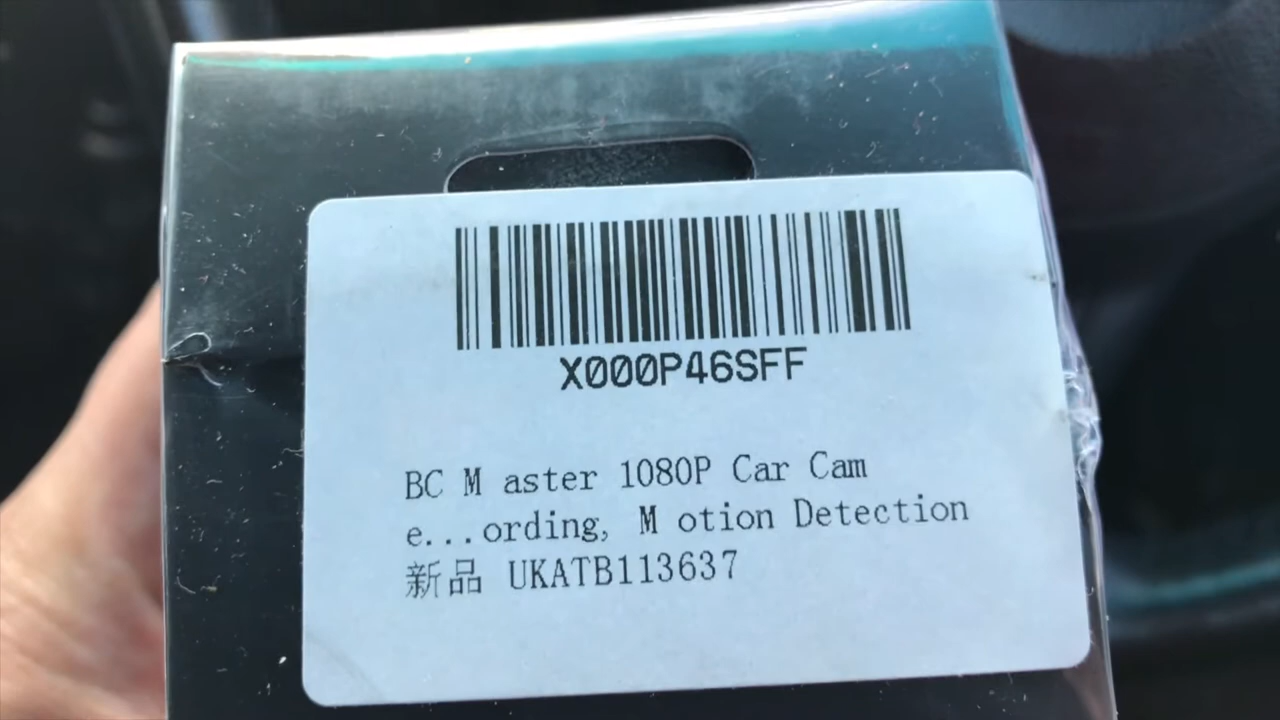 X000P46SFF
BC M aster 1080P Car Cam
e...ording, M otion Detection
新品 UKATB113637